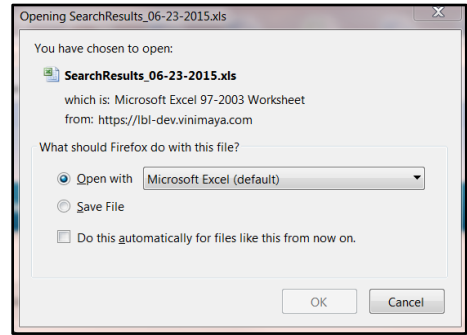 Opening SearchResults_06-23-2015.xls
X
You have chosen to open:
SearchResults_06-23-2015.xls
which is: Microsoft Excel 97-2003 Worksheet
from: https://lbl-dev.vinimaya.com
What should Firefox do with this file?
Open with Microsoft Excel (default)
Save File
Do this automatically for files like this from now on.
OK Cancel